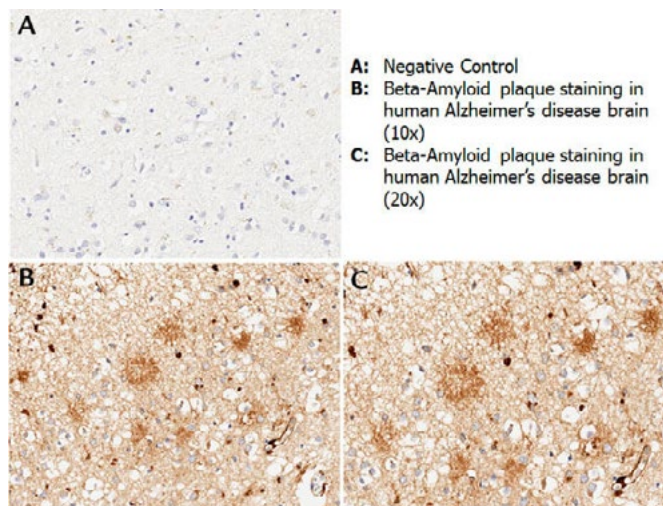 A
A: Negative Control
B: Beta-Amyloid plaque staining in
human Alzheimer's disease brain
(10x)
C: Beta-Amyloid plaque staining in
human Alzheimer's disease brain
(20x)
B
C